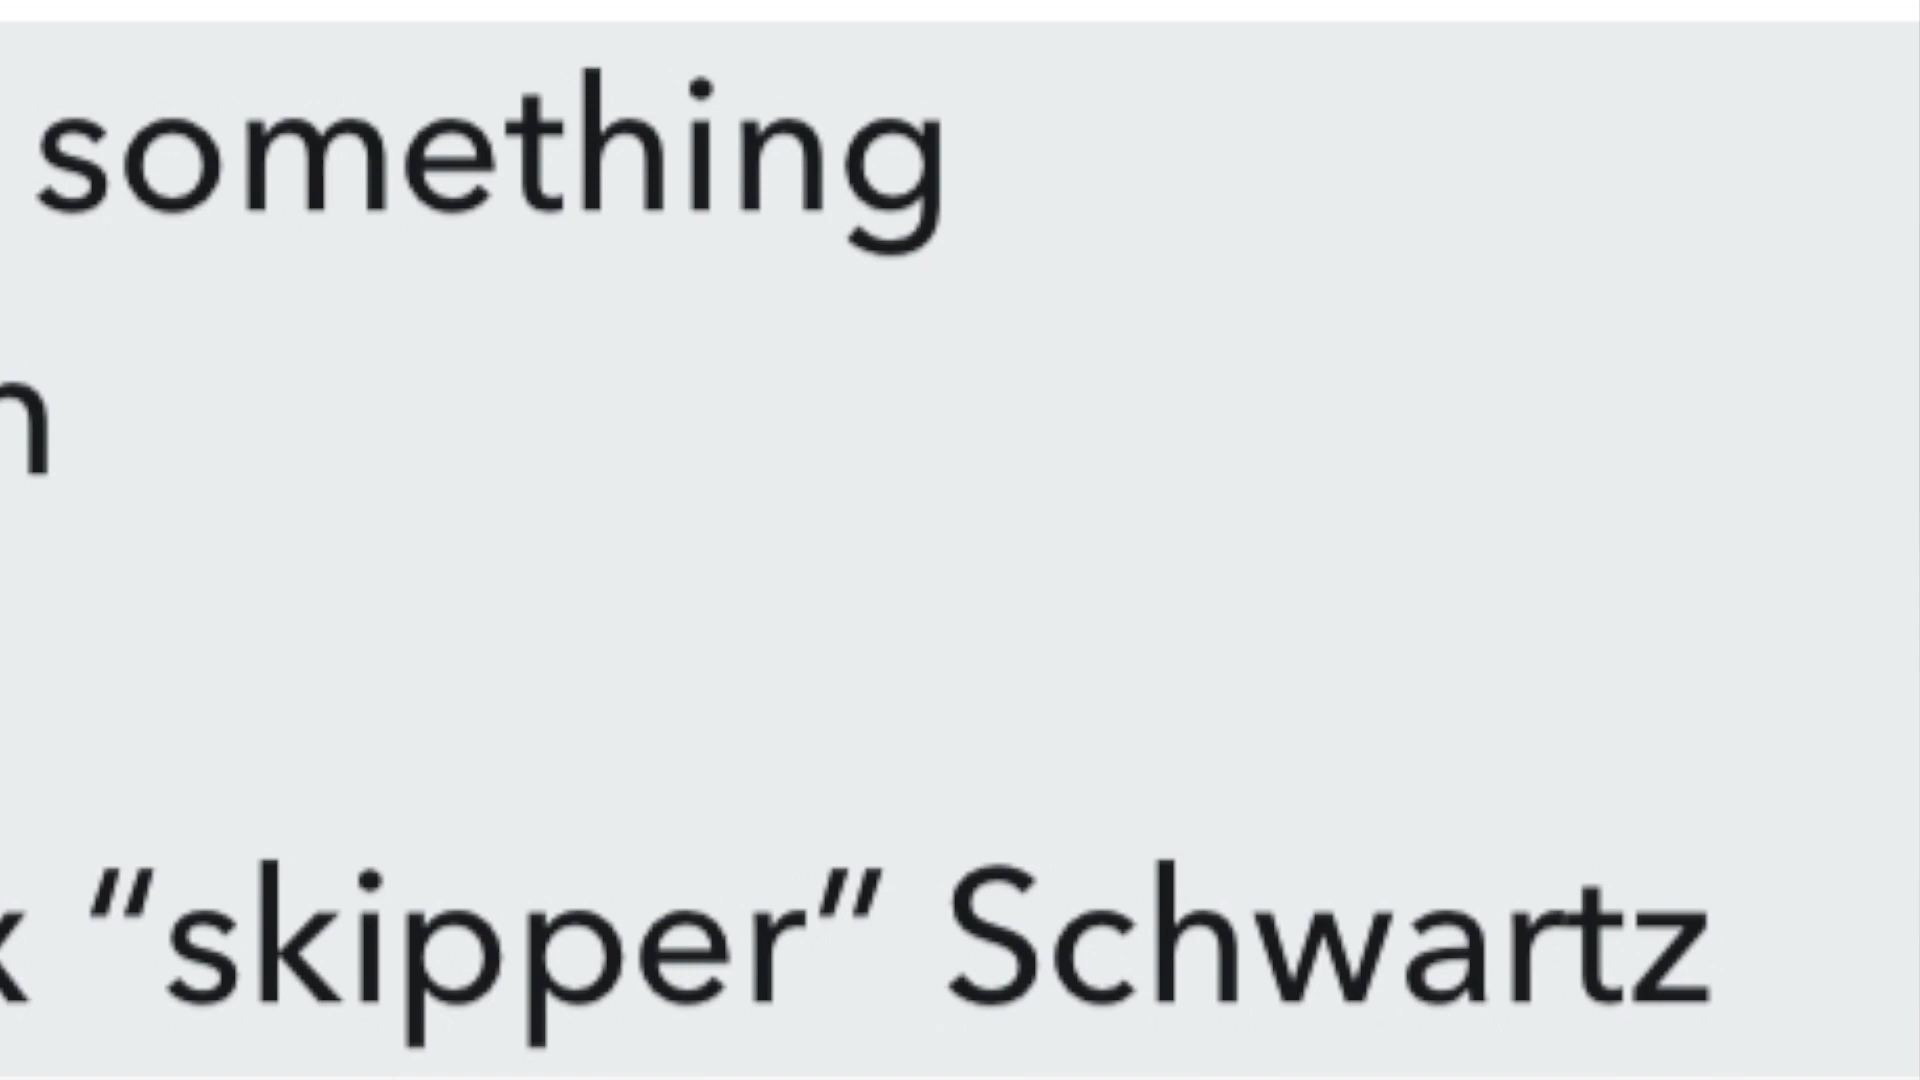 something
n
x “skipper” Schwartz